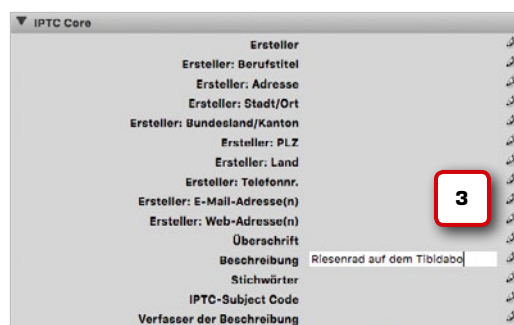 IPTC Core
Ersteller
Ersteller: Berufstitel
Ersteller: Adresse
Ersteller: Stadt/Ort
Ersteller: Bundesland/Kanton
Ersteller: PLZ
Ersteller: Land
Ersteller: Telefonnr.
Ersteller: E-Mail-Adresse(n)
3
Ersteller: Web-Adresse(n)
Überschrift
Beschreibung Riesenrad auf dem Tibidabo
Stichwörter
IPTC-Subject Code
Verfasser der Beschreibung